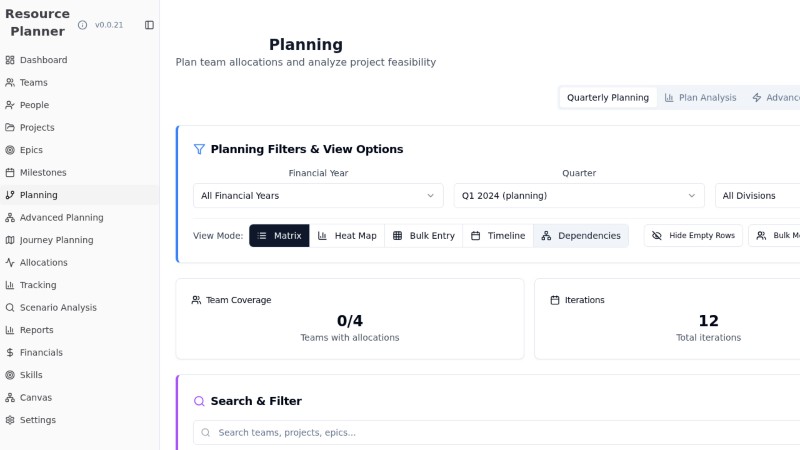 Resource
Planner
v0.0.21
Dashboard
Teams
People
Projects
Epics
Milestones
Planning
Advanced Planning
Journey Planning
Allocations
Tracking
Scenario Analysis
Reports
Financials
Skills
Canvas
Settings
Planning
Plan team allocations and analyze project feasibility
Quarterly Planning
Plan Analysis
Advance
Planning Filters & View Options
Financial Year
Quarter
All Financial Years
Q1 2024 (planning)
All Divisions
View Mode:
Matrix
Heat Map
Bulk Entry
Timeline
Dependencies
Hide Empty Rows
Bulk M
Team Coverage
0/4
Teams with allocations
Iterations
12
Total iterations
Search & Filter
Search teams, projects, epics...